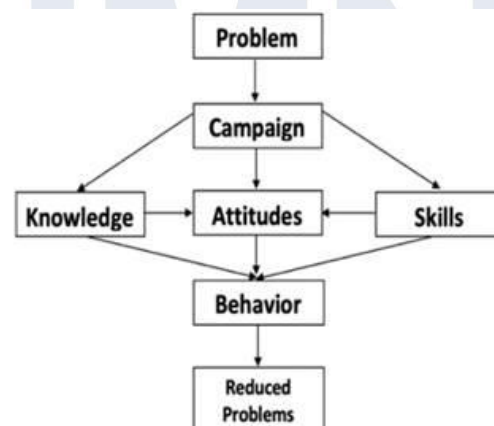 Problem
Campaign
Knowledge
Attitudes
Skills
Behavior
Reduced
Problems